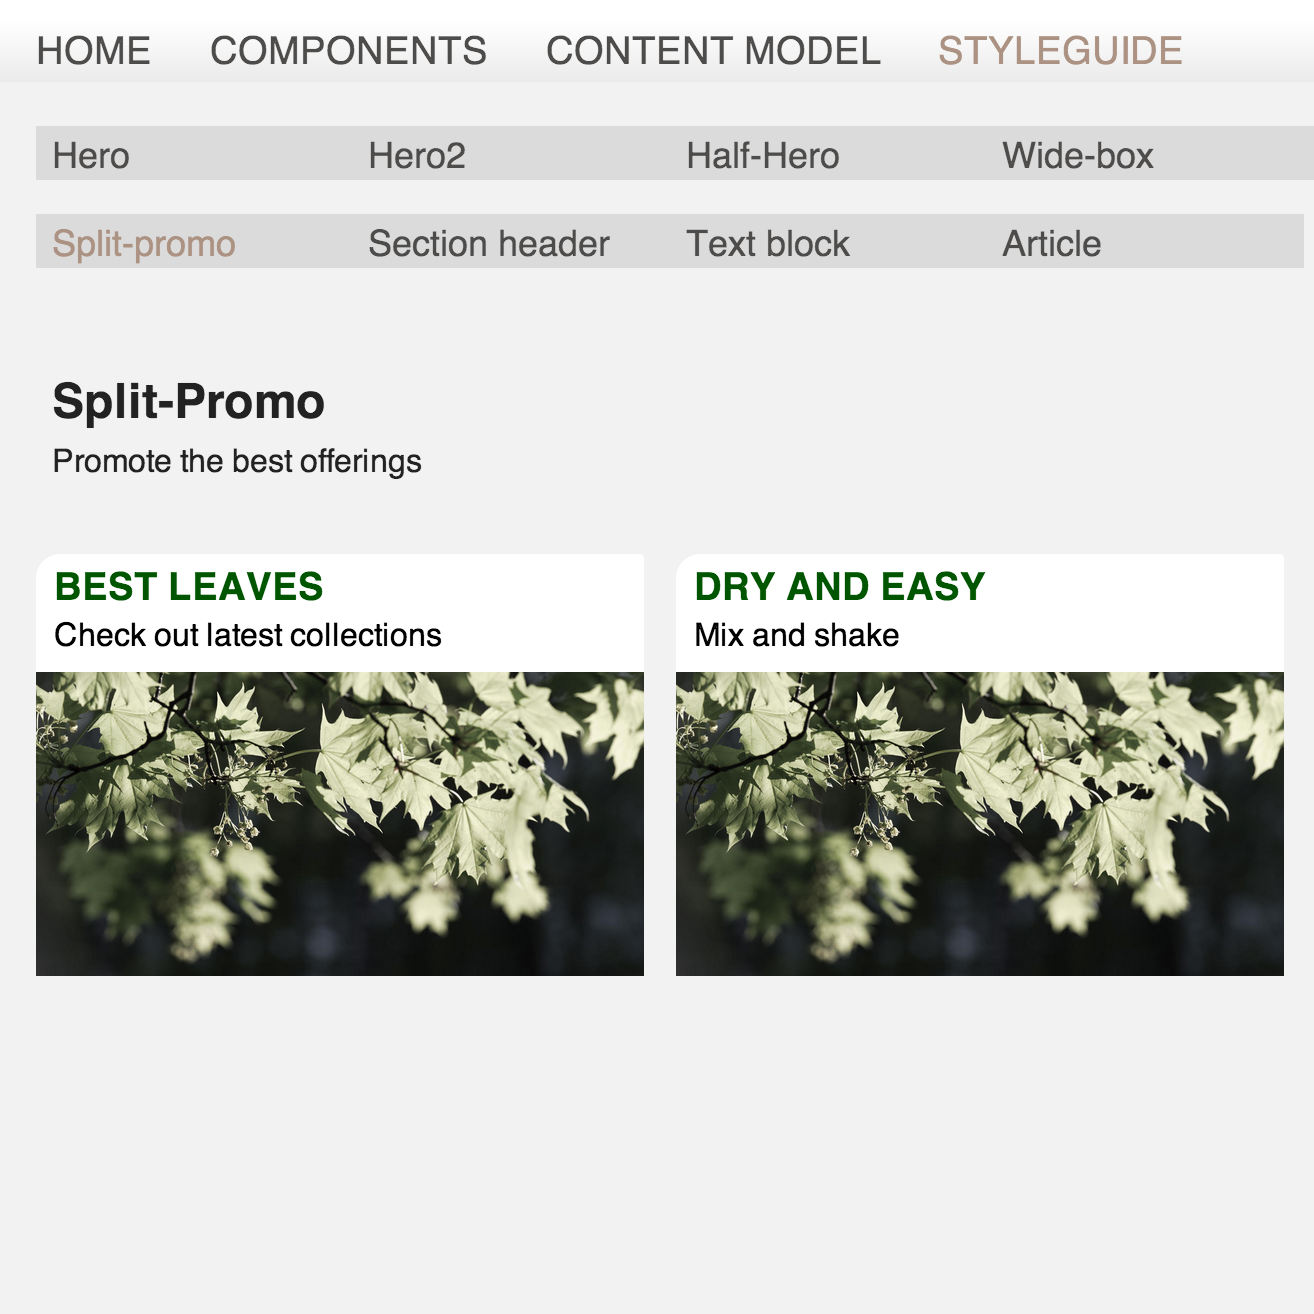 HOME COMPONENTS CONTENT MODEL STYLEGUIDE
Hero Hero2 Half-Hero Wide-box
Split-promo Section header Text block Article
Split-Promo
Promote the best offerings
BEST LEAVES
Check out latest collections
DRY AND EASY
Mix and shake